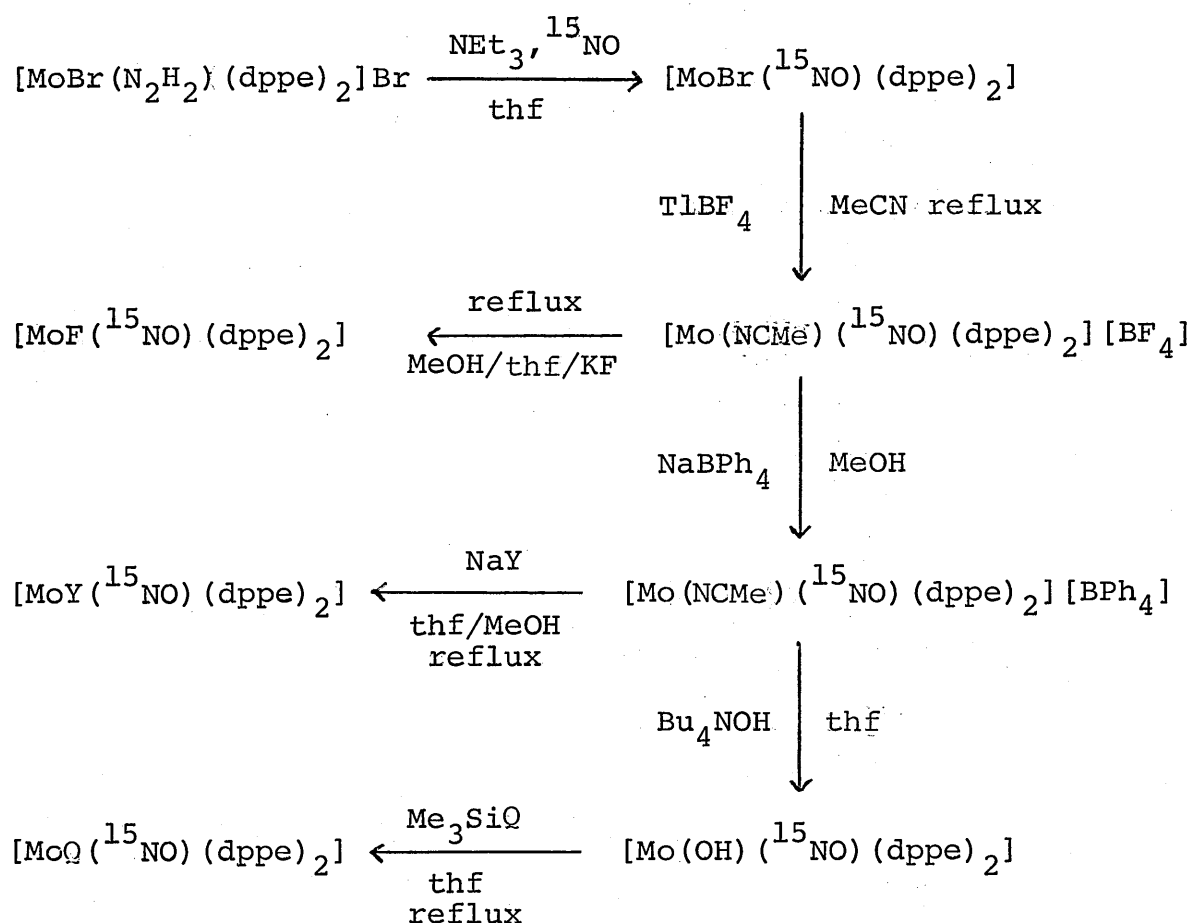 NEt₃, ¹⁵NO
[MoBr(N₂H₂)(dppe)₂]Br [MoBr(¹⁵NO)(dppe)₂]
thf
TlBF₄ MeCN reflux
reflux
[MoF(¹⁵NO)(dppe)₂] [Mo(NCMe)(¹⁵NO)(dppe)₂][BF₄]
MeOH/thf/KF
NaBPh₄ MeOH
NaY
[MoY(¹⁵NO)(dppe)₂] [Mo(NCMe)(¹⁵NO)(dppe)₂][BPh₄]
thf/MeOH
reflux
Bu₄NOH thf
Me₃SiQ
[MoQ(¹⁵NO)(dppe)₂] [Mo(OH)(¹⁵NO)(dppe)₂]
thf
reflux